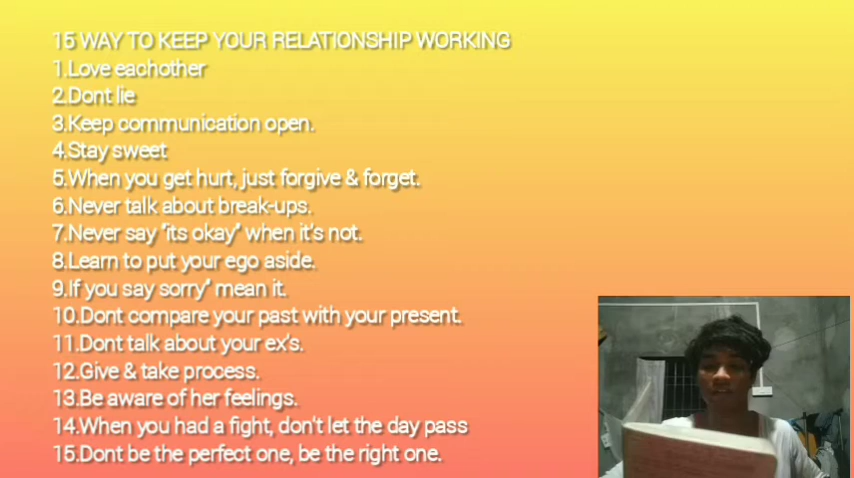 15 WAY TO KEEP YOUR RELATIONSHIP WORKING
1.Love eachother
2.Dont lie
3.Keep communication open.
4.Stay sweet
5.When you get hurt, just forgive & forget.
6.Never talk about break-ups.
7.Never say "its okay" when it's not.
8.Learn to put your ego aside.
9.If you say sorry" mean it.
10.Dont compare your past with your present.
11.Dont talk about your ex's.
12.Give & take process.
13.Be aware of her feelings.
14.When you had a fight, don't let the day pass
15.Dont be the perfect one, be the right one.